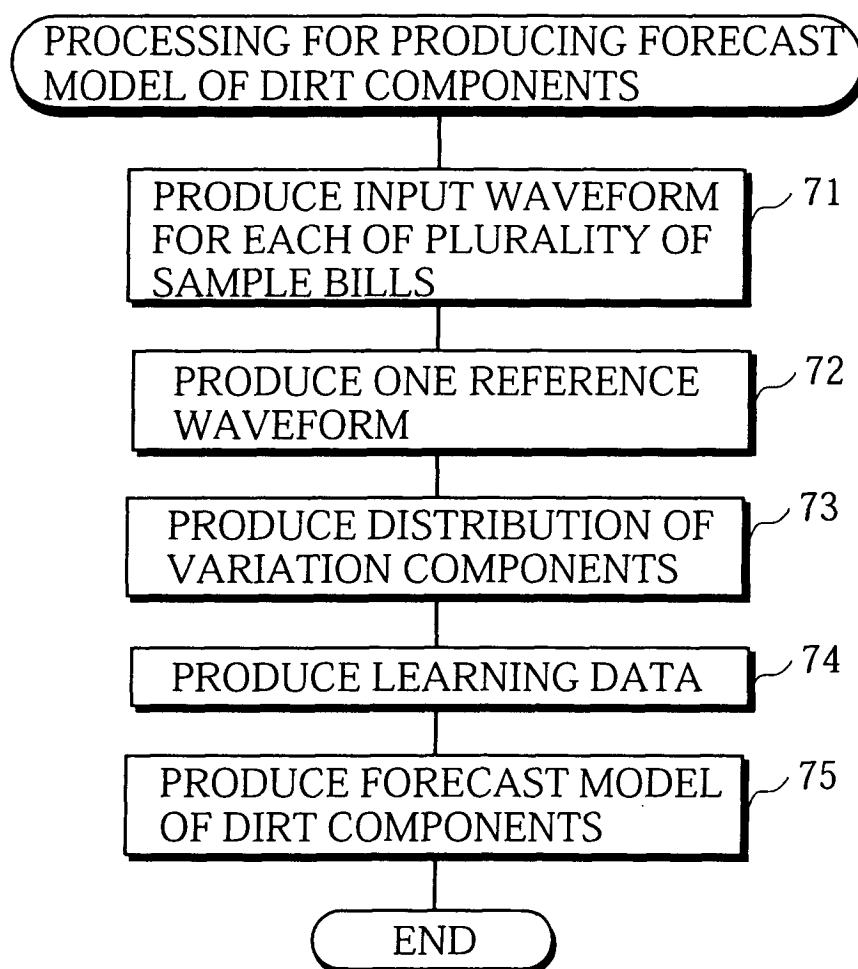 PROCESSING FOR PRODUCING FORECAST
MODEL OF DIRT COMPONENTS
PRODUCE INPUT WAVEFORM
FOR EACH OF PLURALITY OF
SAMPLE BILLS
71
PRODUCE ONE REFERENCE
WAVEFORM
72
PRODUCE DISTRIBUTION OF
VARIATION COMPONENTS
73
PRODUCE LEARNING DATA
74
PRODUCE FORECAST MODEL
OF DIRT COMPONENTS
75
END